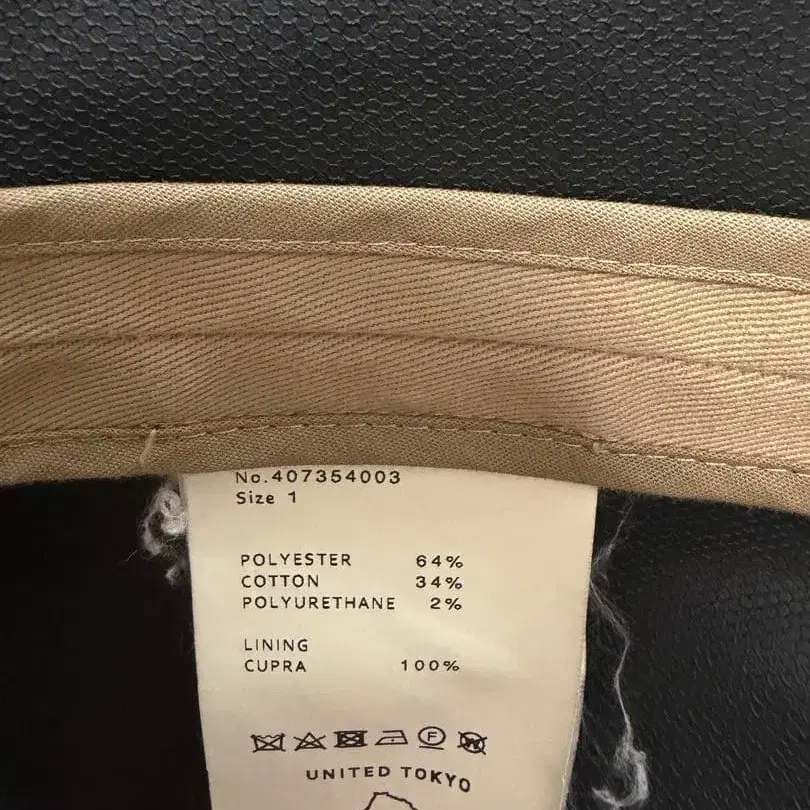 No.407354003
Size 1
POLYESTER 64%
COTTON 34%
POLYURETHANE 2%
LINING
CUPRA 100%
F W
UNITED TOKYO